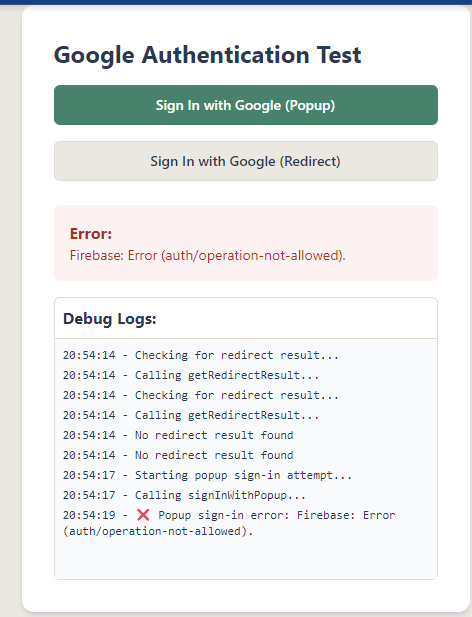 Google Authentication Test
Sign In with Google (Popup)
Sign In with Google (Redirect)
Error:
Firebase: Error (auth/operation-not-allowed).
Debug Logs:
20:54:14 - Checking for redirect result...
20:54:14 - Calling getRedirectResult...
20:54:14 - Checking for redirect result...
20:54:14 - Calling getRedirectResult...
20:54:14 - No redirect result found
20:54:14 - No redirect result found
20:54:17 - Starting popup sign-in attempt...
20:54:17 - Calling signInWithPopup...
20:54:19 - ❌ Popup sign-in error: Firebase: Error
(auth/operation-not-allowed).